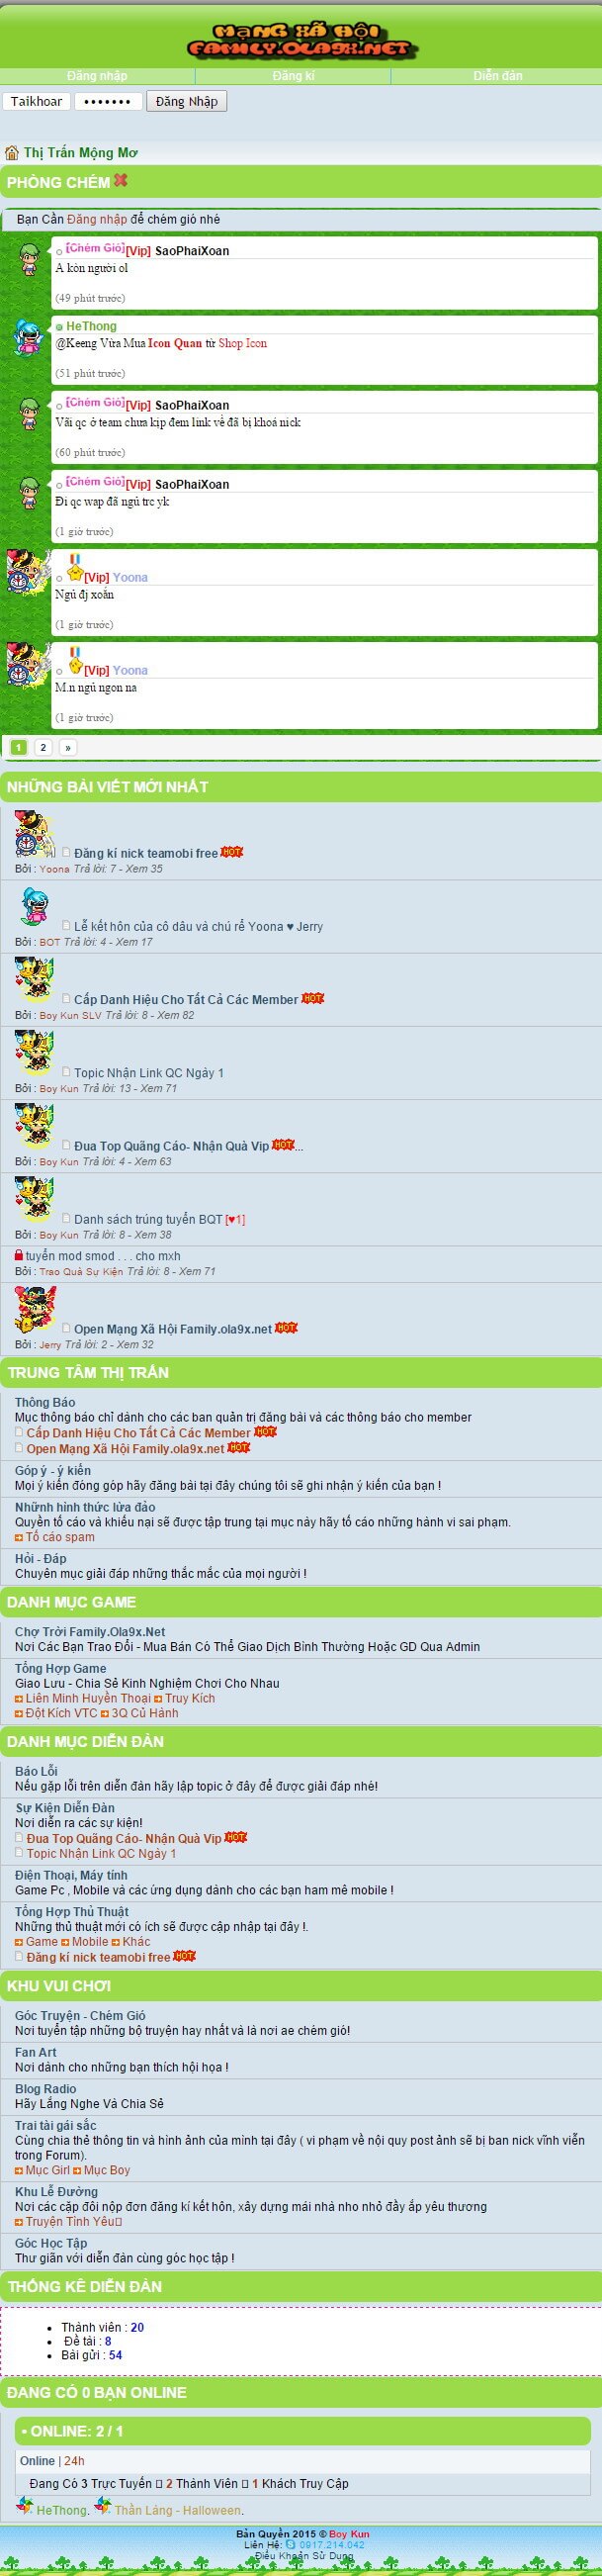 MẠNG XÃ HỘI
FAMILY.OLA9X.NET
Đăng nhập Đăng kí Diễn đàn
Taikhoar ••••••• Đăng Nhập
Thị Trấn Mộng Mơ
PHÒNG CHÉM
Bạn Cần Đăng nhập để chém gió nhé
[Chém Gió][Vip] SaoPhaiXoan
A kòn người ol
(49 phút trước)
HeThong
@Keeng Vừa Mua Icon Quan từ Shop Icon
(51 phút trước)
[Chém Gió][Vip] SaoPhaiXoan
Vãi qc ở team chưa kịp đem link về đã bị khoá nick
(60 phút trước)
[Chém Gió][Vip] SaoPhaiXoan
Đi qc wap đã ngủ trc yk
(1 giờ trước)
[Vip] Yoona
Ngủ đj xoắn
(1 giờ trước)
[Vip] Yoona
M.n ngủ ngon na
(1 giờ trước)
1 2 »
NHỮNG BÀI VIẾT MỚI NHẤT
Đăng kí nick teamobi free HOT
Bởi : Yoona Trả lời: 7 - Xem 35
Lễ kết hôn của cô dâu và chú rể Yoona ♥ Jerry
Bởi : BOT Trả lời: 4 - Xem 17
Cấp Danh Hiệu Cho Tất Cả Các Member HOT
Bởi : Boy Kun SLV Trả lời: 8 - Xem 82
Topic Nhận Link QC Ngày 1
Bởi : Boy Kun Trả lời: 13 - Xem 71
Đua Top Quãng Cáo- Nhận Quà Vip HOT...
Bởi : Boy Kun Trả lời: 4 - Xem 63
Danh sách trúng tuyển BQT [♥1]
Bởi : Boy Kun Trả lời: 8 - Xem 38
tuyển mod smod . . . cho mxh
Bởi : Trao Quà Sự Kiện Trả lời: 8 - Xem 71
Open Mạng Xã Hội Family.ola9x.net HOT
Bởi : Jerry Trả lời: 2 - Xem 32
TRUNG TÂM THỊ TRẤN
Thông Báo
Mục thông báo chỉ dành cho các ban quản trị đăng bài và các thông báo cho member
Cấp Danh Hiệu Cho Tất Cả Các Member HOT
Open Mạng Xã Hội Family.ola9x.net HOT
Góp ý - ý kiến
Mọi ý kiến đóng góp hãy đăng bài tại đây chúng tôi sẽ ghi nhận ý kiến của bạn !
Nhữnh hình thức lừa đảo
Quyền tố cáo và khiếu nại sẽ được tập trung tại mục này hãy tố cáo những hành vi sai phạm.
Tố cáo spam
Hỏi - Đáp
Chuyên mục giải đáp những thắc mắc của mọi người !
DANH MỤC GAME
Chợ Trời Family.Ola9x.Net
Nơi Các Bạn Trao Đổi - Mua Bán Có Thể Giao Dịch Bình Thường Hoặc GD Qua Admin
Tổng Hợp Game
Giao Lưu - Chia Sẻ Kinh Nghiệm Chơi Cho Nhau
Liên Minh Huyền Thoại Truy Kích
Đột Kích VTC 3Q Củ Hành
DANH MỤC DIỄN ĐÀN
Báo Lỗi
Nếu gặp lỗi trên diễn đàn hãy lập topic ở đây để được giải đáp nhé!
Sự Kiện Diễn Đàn
Nơi diễn ra các sự kiện!
Đua Top Quãng Cáo- Nhận Quà Vip HOT
Topic Nhận Link QC Ngày 1
Điện Thoại, Máy tính
Game Pc , Mobile và các ứng dụng dành cho các bạn ham mê mobile !
Tổng Hợp Thủ Thuật
Những thủ thuật mới có ích sẽ được cập nhập tại đây !.
Game Mobile Khác
Đăng kí nick teamobi free HOT
KHU VUI CHƠI
Góc Truyện - Chém Gió
Nơi tuyển tập những bộ truyện hay nhất và là nơi ae chém gió!
Fan Art
Nơi dành cho những bạn thích hội họa !
Blog Radio
Hãy Lắng Nghe Và Chia Sẻ
Trai tài gái sắc
Cùng chia thẻ thông tin và hình ảnh của mình tại đây ( vi phạm về nội quy post ảnh sẽ bị ban nick vĩnh viễn
trong Forum).
Mục Girl Mục Boy
Khu Lễ Đường
Nơi các cặp đôi nộp đơn đăng kí kết hôn, xây dựng mái nhà nho nhỏ đầy ắp yêu thương
Truyện Tình Yêu
Góc Học Tập
Thư giãn với diễn đàn cùng góc học tập !
THỐNG KÊ DIỄN ĐÀN
• Thành viên : 20
• Đề tài : 8
• Bài gửi : 54
ĐANG CÓ 0 BẠN ONLINE
• ONLINE: 2 / 1
Online | 24h
Đang Có 3 Trực Tuyến 2 Thành Viên 1 Khách Truy Cập
HeThong. Thần Láng - Halloween.
Bản Quyền 2015 © Boy Kun
Liên Hệ: 0917.214.042
Điều Khoản Sử Dụng